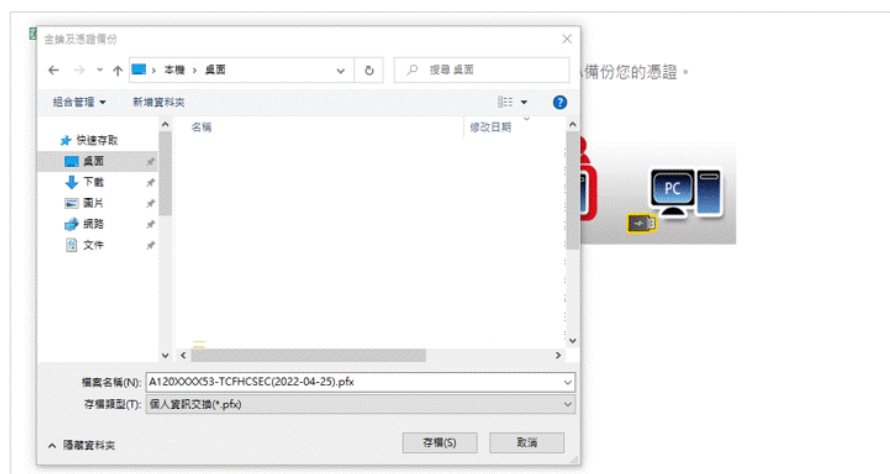 金鑰及憑證備份
備份您的憑證。
本機 › 桌面
搜尋 桌面
組合管理
新增資料夾
名稱
修改日期
快速存取
桌面
下載
圖片
網路
文件
PC
檔案名稱(N): A120XXXX53-TCFHCSEC(2022-04-25).pfx
存檔類型(T): 個人資訊交換(*.pfx)
隱藏資料夾
存檔(S)
取消